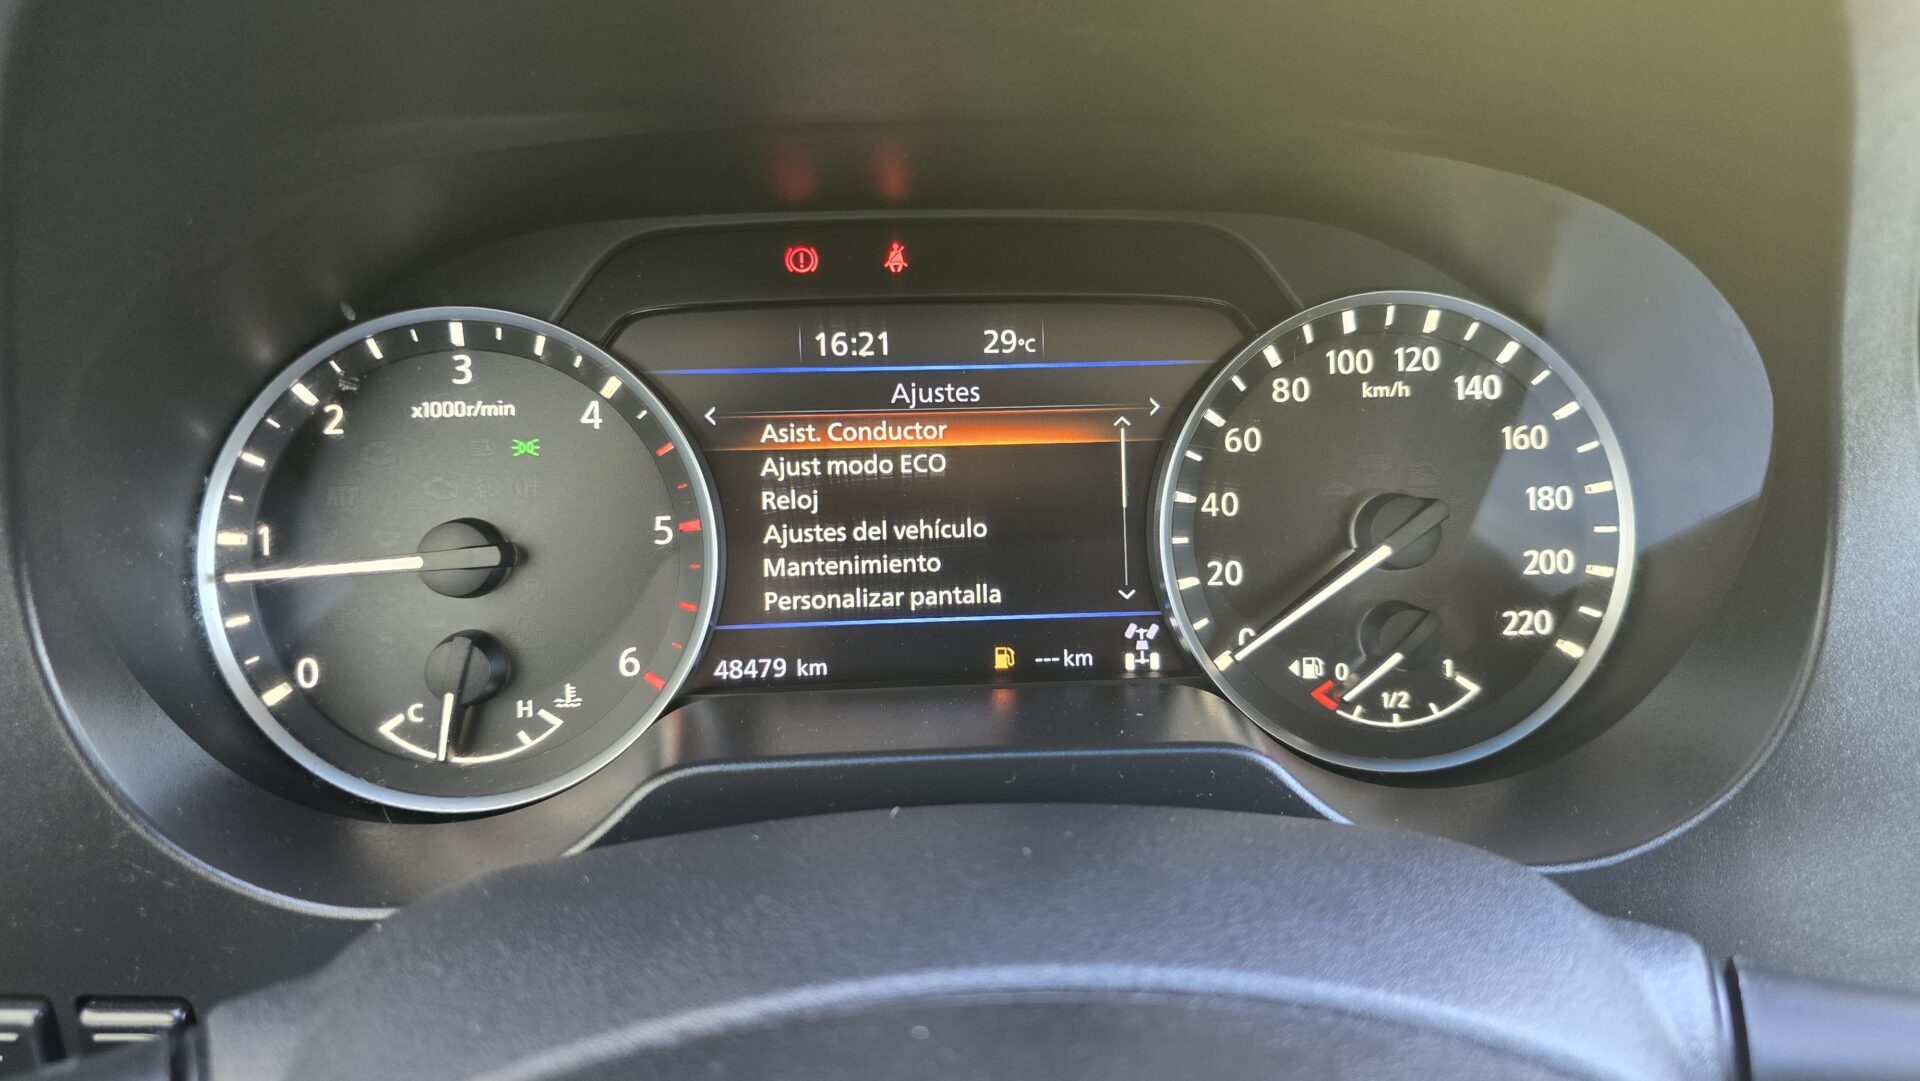 16:21 29°C
Ajustes
Asist. Conductor
Ajust modo ECO
Reloj
Ajustes del vehículo
Mantenimiento
Personalizar pantalla
48479 km
---km
0
1
2
3
4
5
6
x1000r/min
C
H
0
20
40
60
80
100
120
140
160
180
200
220
km/h
0
1/2
1